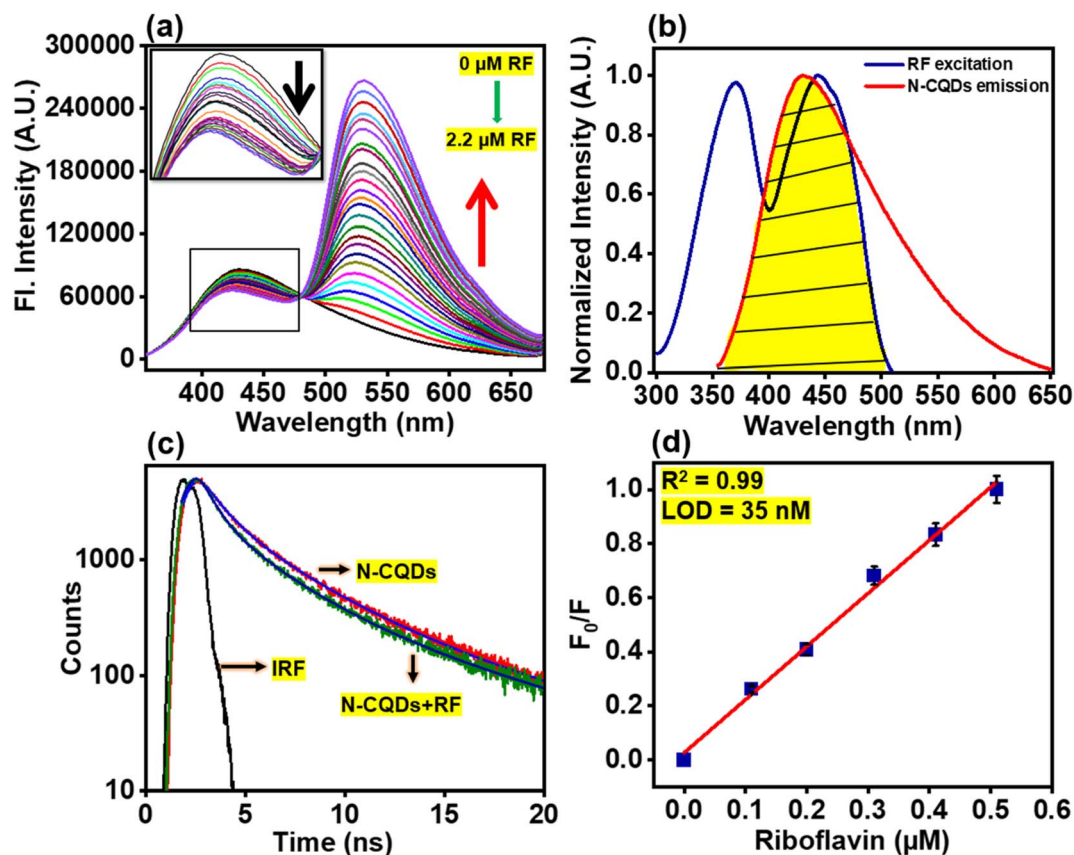 (a)
300000
240000
180000
120000
60000
0
Fl. Intensity (A.U.)
0 µM RF
2.2 µM RF
400 450 500 550 600 650
Wavelength (nm)
(b)
1.0
0.8
0.6
0.4
0.2
0.0
Normalized Intensity (A.U.)
RF excitation
N-CQDs emission
300 350 400 450 500 550 600 650
Wavelength (nm)
(c)
1000
100
10
Counts
N-CQDs
IRF
N-CQDs+RF
0 5 10 15 20
Time (ns)
(d)
R² = 0.99
LOD = 35 nM
1.0
0.8
0.6
0.4
0.2
0.0
F₀/F
0.0 0.1 0.2 0.3 0.4 0.5 0.6
Riboflavin (µM)